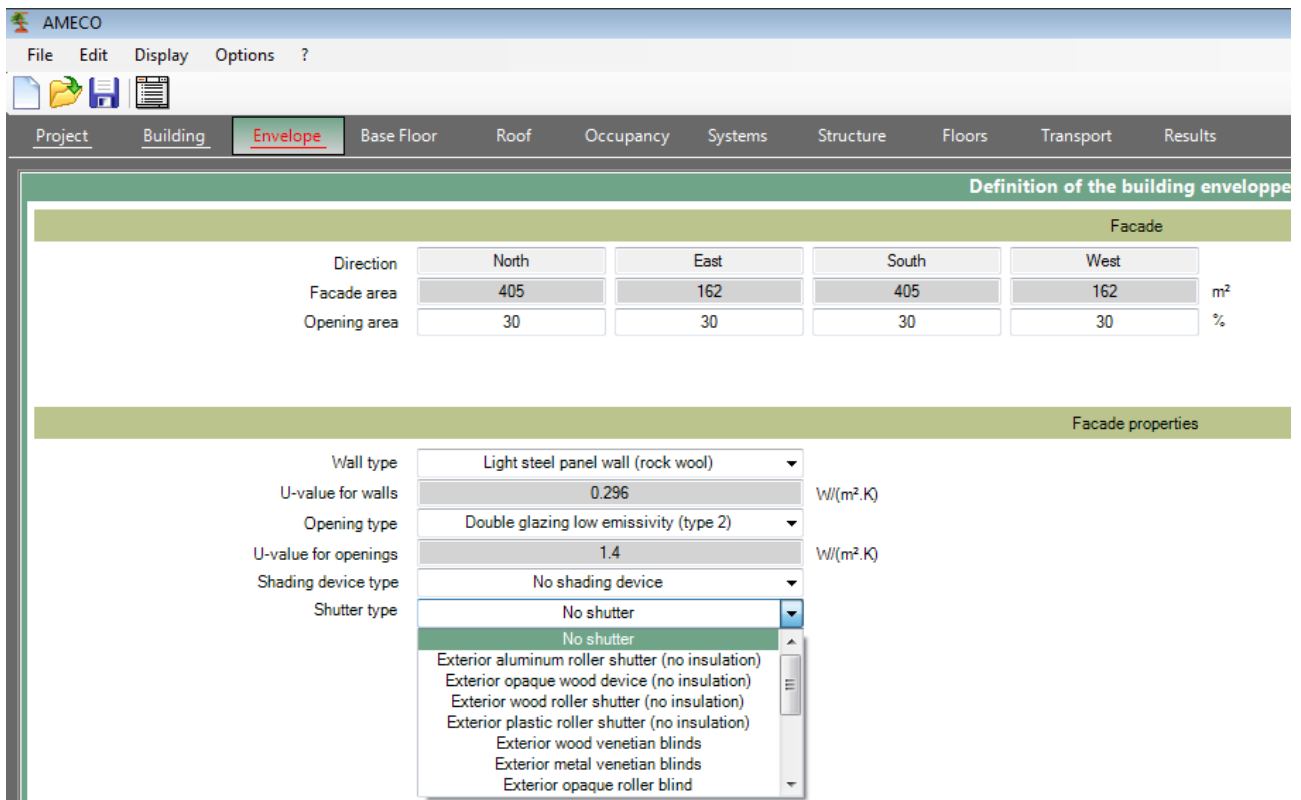 AMECO
File Edit Display Options ?
Project Building Envelope Base Floor Roof Occupancy Systems Structure Floors Transport Results
Definition of the building enveloppe
Facade
Direction North East South West
Facade area 405 162 405 162 m²
Opening area 30 30 30 30 %
Facade properties
Wall type Light steel panel wall (rock wool)
U-value for walls 0.296 W/(m².K)
Opening type Double glazing low emissivity (type 2)
U-value for openings 1.4 W/(m².K)
Shading device type No shading device
Shutter type No shutter
No shutter
Exterior aluminum roller shutter (no insulation)
Exterior opaque wood device (no insulation)
Exterior wood roller shutter (no insulation)
Exterior plastic roller shutter (no insulation)
Exterior wood venetian blinds
Exterior metal venetian blinds
Exterior opaque roller blind